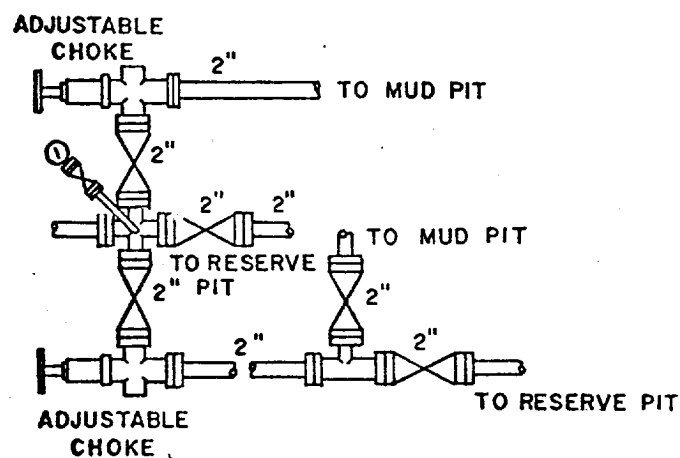 ADJUSTABLE
CHOKE
2"
TO MUD PIT
2"
2"
2"
TO MUD PIT
TO RESERVE
PIT
2"
2"
2"
2"
TO RESERVE PIT
ADJUSTABLE
CHOKE